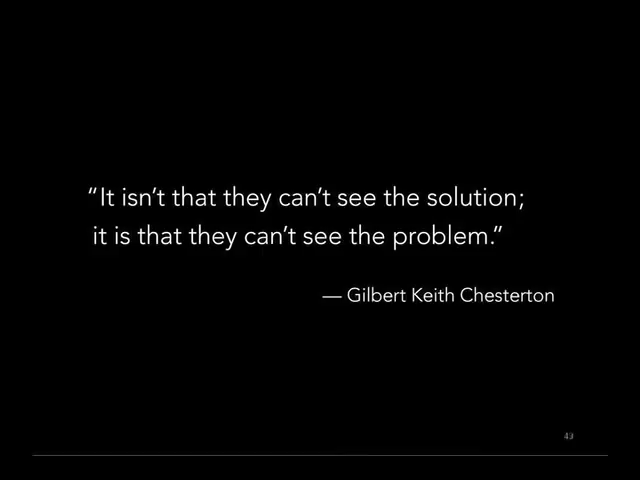 “It isn’t that they can’t see the solution;
it is that they can’t see the problem.“
— Gilbert Keith Chesterton